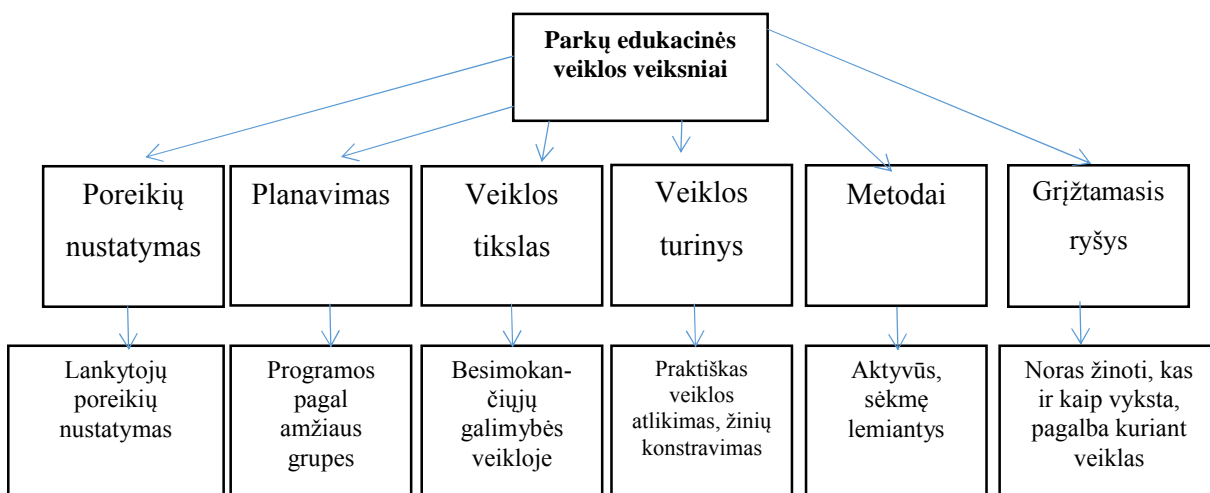 Parkų edukacinės
veiklos veiksniai
Poreikių
nustatymas
Planavimas
Veiklos
tikslas
Veiklos
turinys
Metodai
Grįžtamasis
ryšys
Lankytojų
poreikių
nustatymas
Programos
pagal
amžiaus
grupes
Besimokan-
čiųjų
galimybės
veikloje
Praktiškas
veiklos
atlikimas, žinių
konstravimas
Aktyvūs,
sėkmę
lemiantys
Noras žinoti, kas
ir kaip vyksta,
pagalba kuriant
veiklas